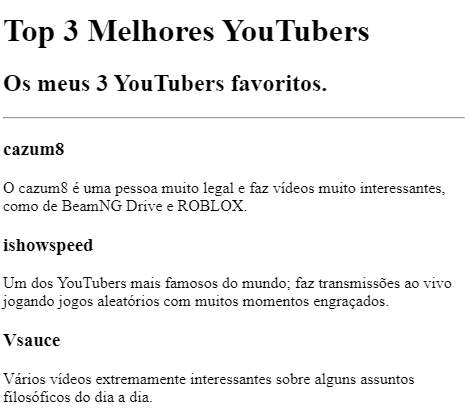 Top 3 Melhores YouTubers
Os meus 3 YouTubers favoritos.
cazum8
O cazum8 é uma pessoa muito legal e faz vídeos muito interessantes,
como de BeamNG Drive e ROBLOX.
ishowspeed
Um dos YouTubers mais famosos do mundo; faz transmissões ao vivo
jogando jogos aleatórios com muitos momentos engraçados.
Vsauce
Vários vídeos extremamente interessantes sobre alguns assuntos
filosóficos do dia a dia.